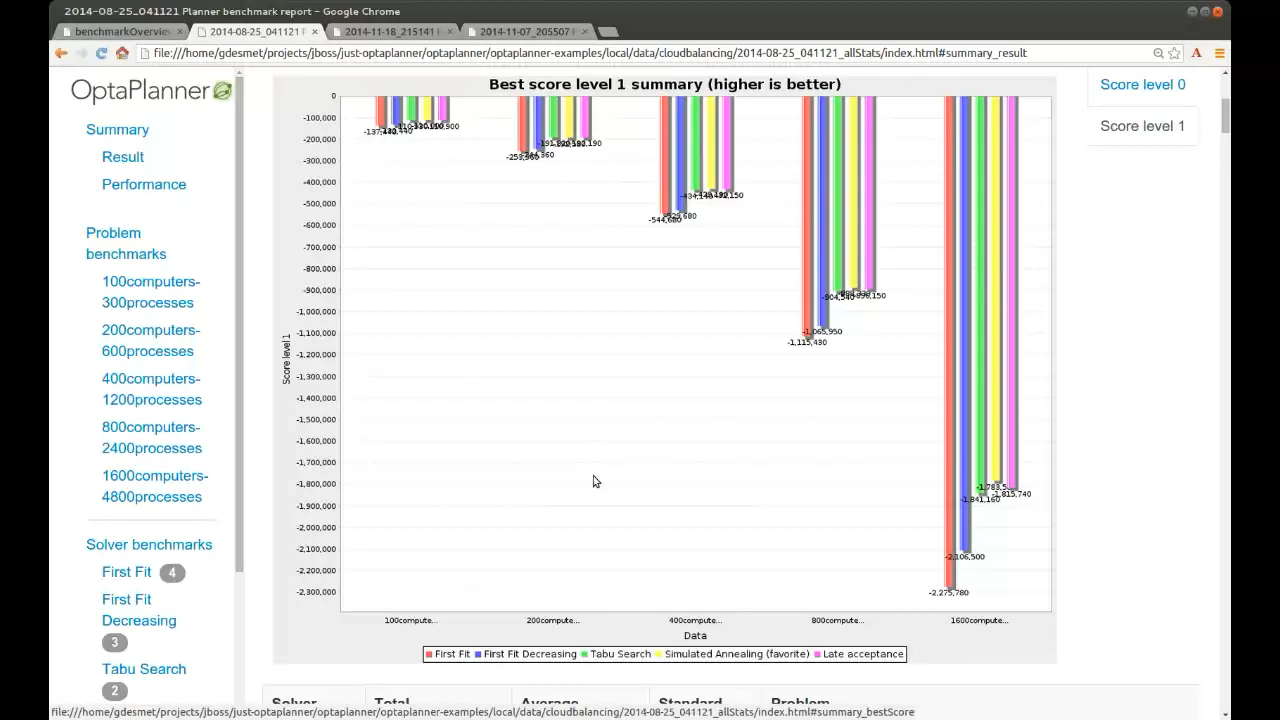 2014-08-25_041121 Planner benchmark report - Google Chrome
benchmarkOverview
2014-08-25_041121
2014-11-18_215141
2014-11-07_205507
file:///home/gdesmet/projects/jboss/just-optaplanner/optaplanner/optaplanner-examples/local/data/cloudbalancing/2014-08-25_041121_allStats/index.html#summary_result
OptaPlanner
Summary
Result
Performance
Problem
benchmarks
100computers-
300processes
200computers-
600processes
400computers-
1200processes
800computers-
2400processes
1600computers-
4800processes
Solver benchmarks
First Fit 4
First Fit
Decreasing
3
Tabu Search
2
Best score level 1 summary (higher is better)
Score level 1
0
-100,000
-200,000
-300,000
-400,000
-500,000
-600,000
-700,000
-800,000
-900,000
-1,000,000
-1,100,000
-1,200,000
-1,300,000
-1,400,000
-1,500,000
-1,600,000
-1,700,000
-1,800,000
-1,900,000
-2,000,000
-2,100,000
-2,200,000
-2,300,000
-544,680
-1,115,430
-1,065,950
-904,540
-2,275,780
-2,106,500
-1,841,160
-1,815,740
100compute...
200compute...
400compute...
800compute...
1600compute...
Data
First Fit First Fit Decreasing Tabu Search Simulated Annealing (favorite) Late acceptance
Score level 0
Score level 1
Solver Total Average Standard Problem
file:///home/gdesmet/projects/jboss/just-optaplanner/optaplanner/optaplanner-examples/local/data/cloudbalancing/2014-08-25_041121_allStats/index.html#summary_bestScore